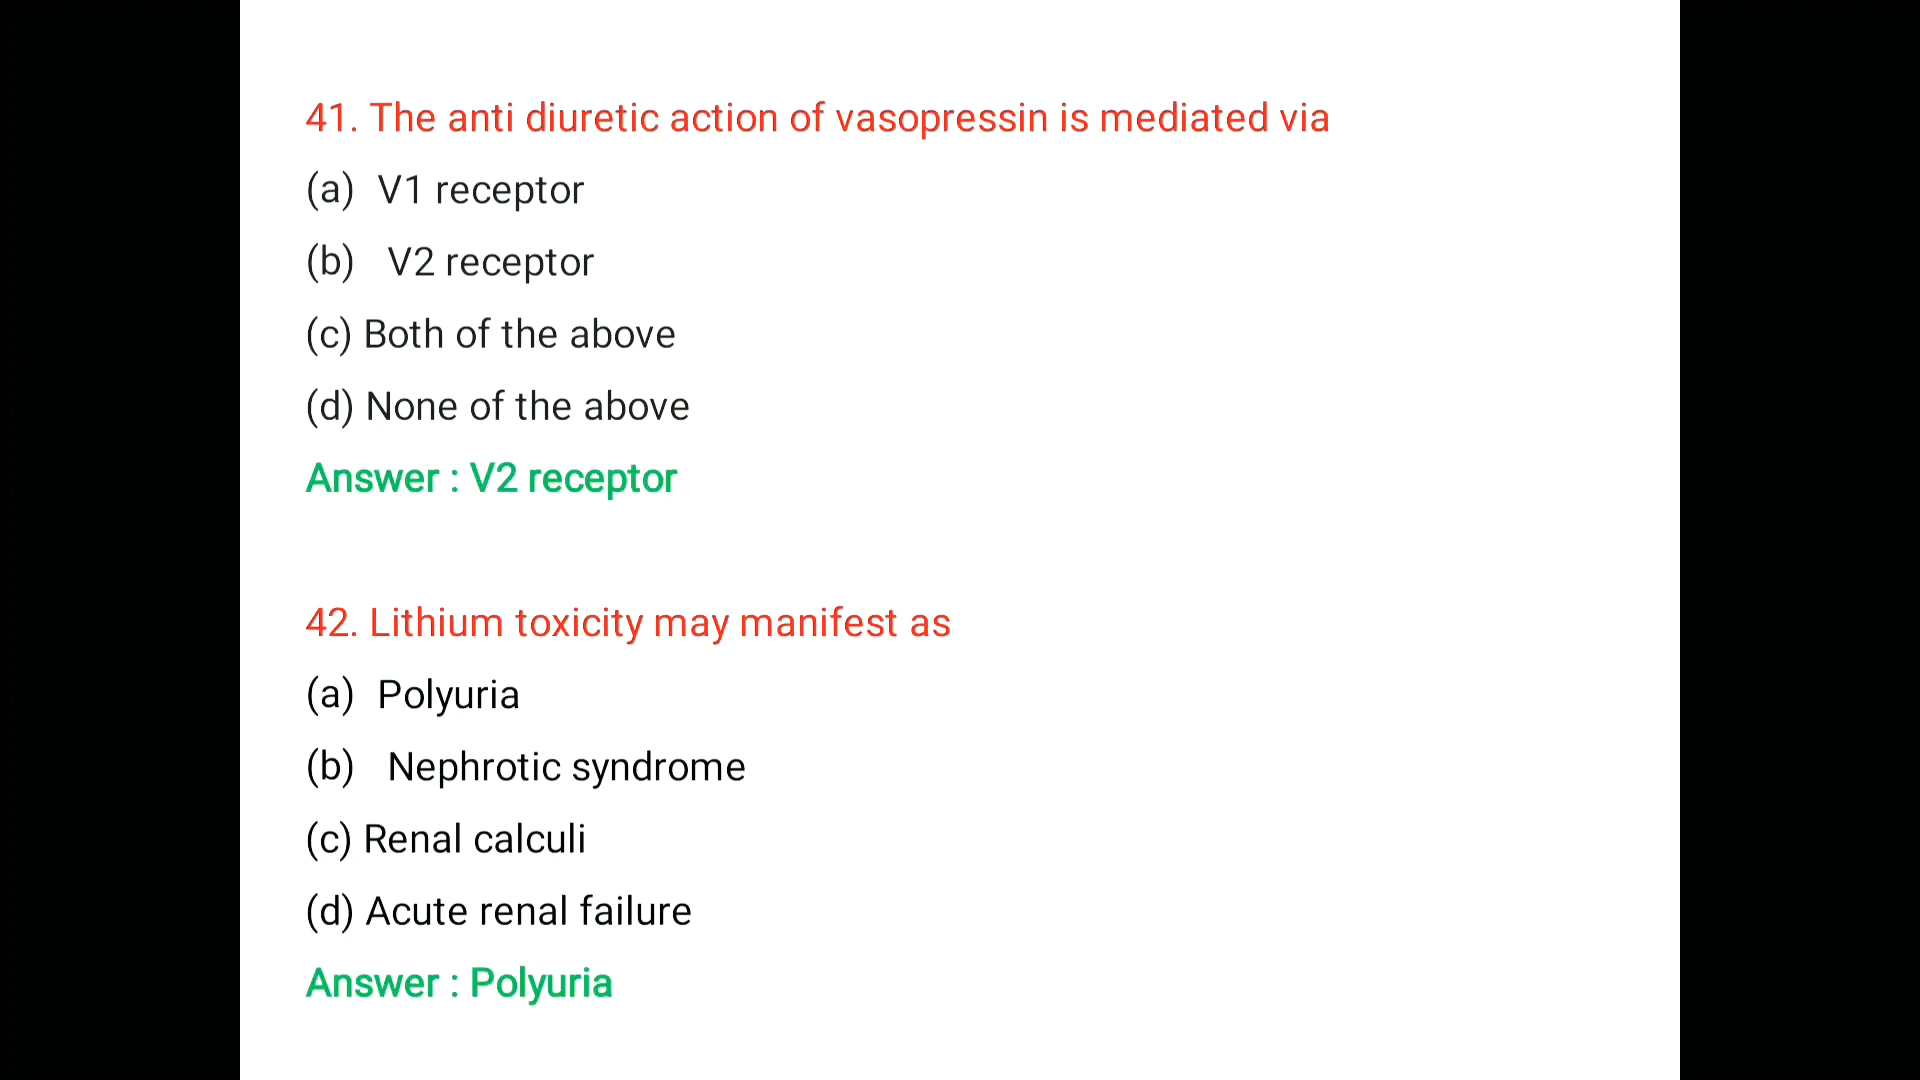 41. The anti diuretic action of vasopressin is mediated via
(a) V1 receptor
(b) V2 receptor
(c) Both of the above
(d) None of the above
Answer : V2 receptor
42. Lithium toxicity may manifest as
(a) Polyuria
(b) Nephrotic syndrome
(c) Renal calculi
(d) Acute renal failure
Answer : Polyuria